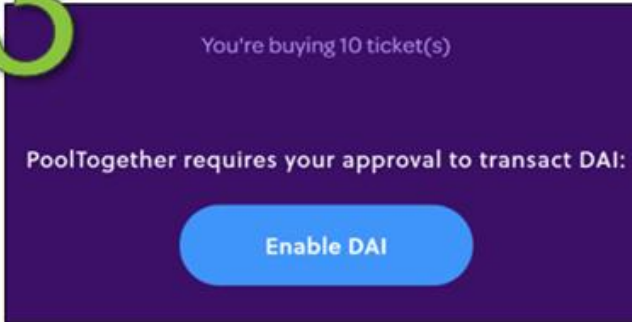 You're buying 10 ticket(s)
PoolTogether requires your approval to transact DAI:
Enable DAI